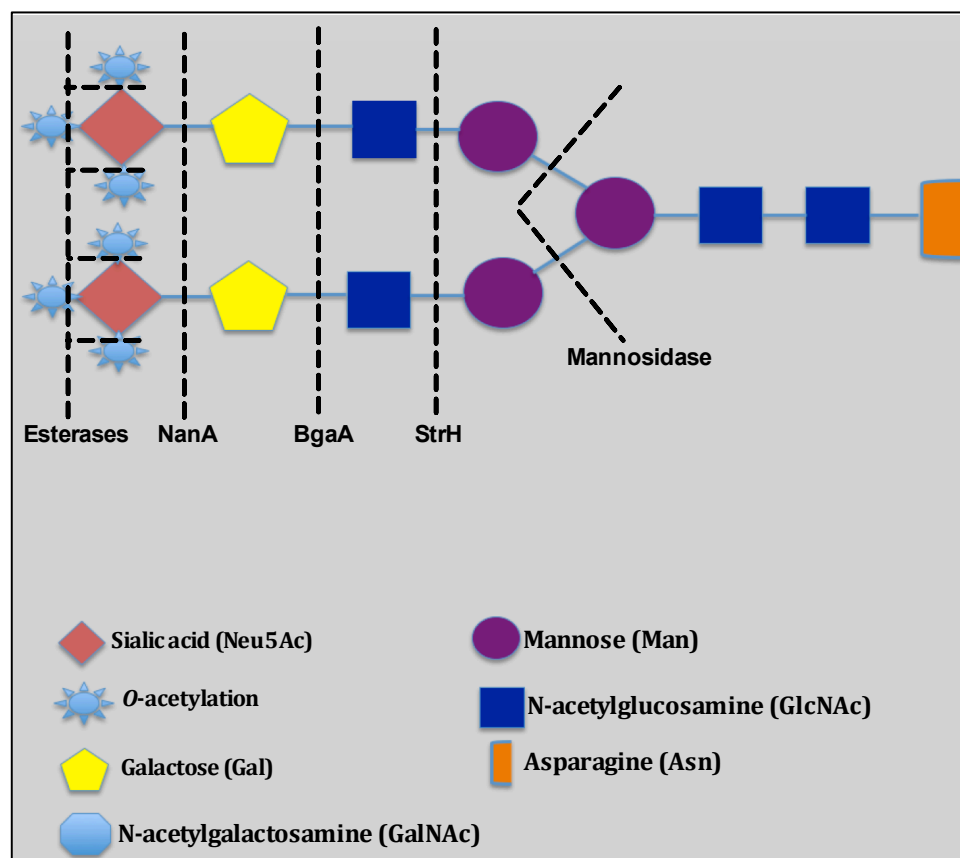 Mannosidase
Esterases NanA BgaA StrH
Sialic acid (Neu5Ac)
Mannose (Man)
O-acetylation
N-acetylglucosamine (GlcNAc)
Galactose (Gal)
Asparagine (Asn)
N-acetylgalactosamine (GalNAc)